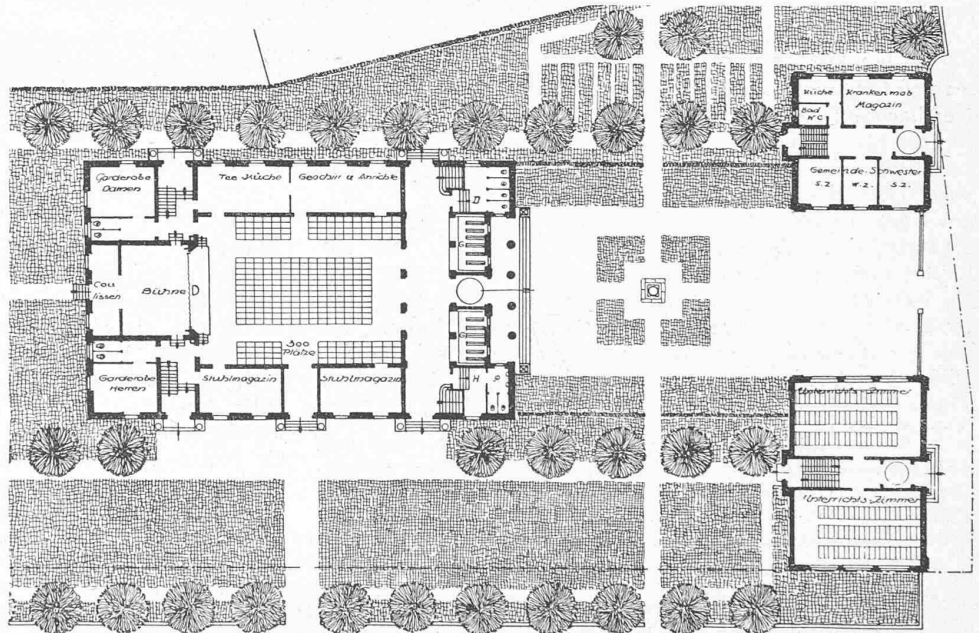 Küche
Kranken mob
Magazin
Bad
W C
Garderobe
Damen
Tee Küche
Geschirr u Anrichte
D
Gemeinde-Schwester
S. Z.
W. Z.
S. Z.
G
Cou
lissen
Bühne
D
300
Plätze
G
Garderobe
Herren
Stuhlmagazin
Stuhlmagazin
H
P
Unterrichts-Zimmer
Unterrichts-Zimmer